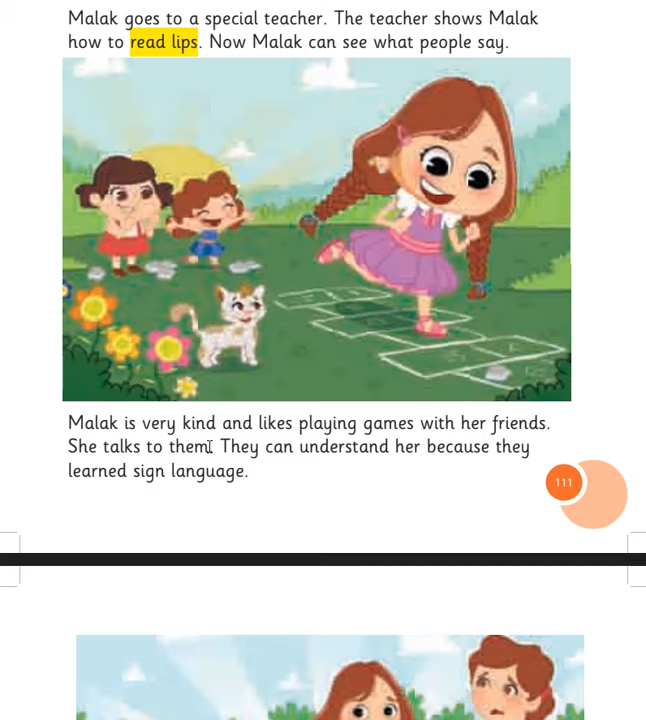 Malak goes to a special teacher. The teacher shows Malak
how to read lips. Now Malak can see what people say.
Malak is very kind and likes playing games with her friends.
She talks to them. They can understand her because they
learned sign language.
111